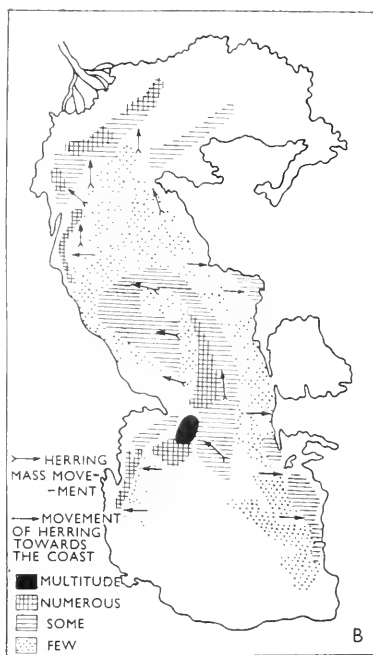 HERRING
MASS MOVE-
-MENT
MOVEMENT
OF HERRING
TOWARDS
THE COAST
MULTITUDE
NUMEROUS
SOME
FEW
B